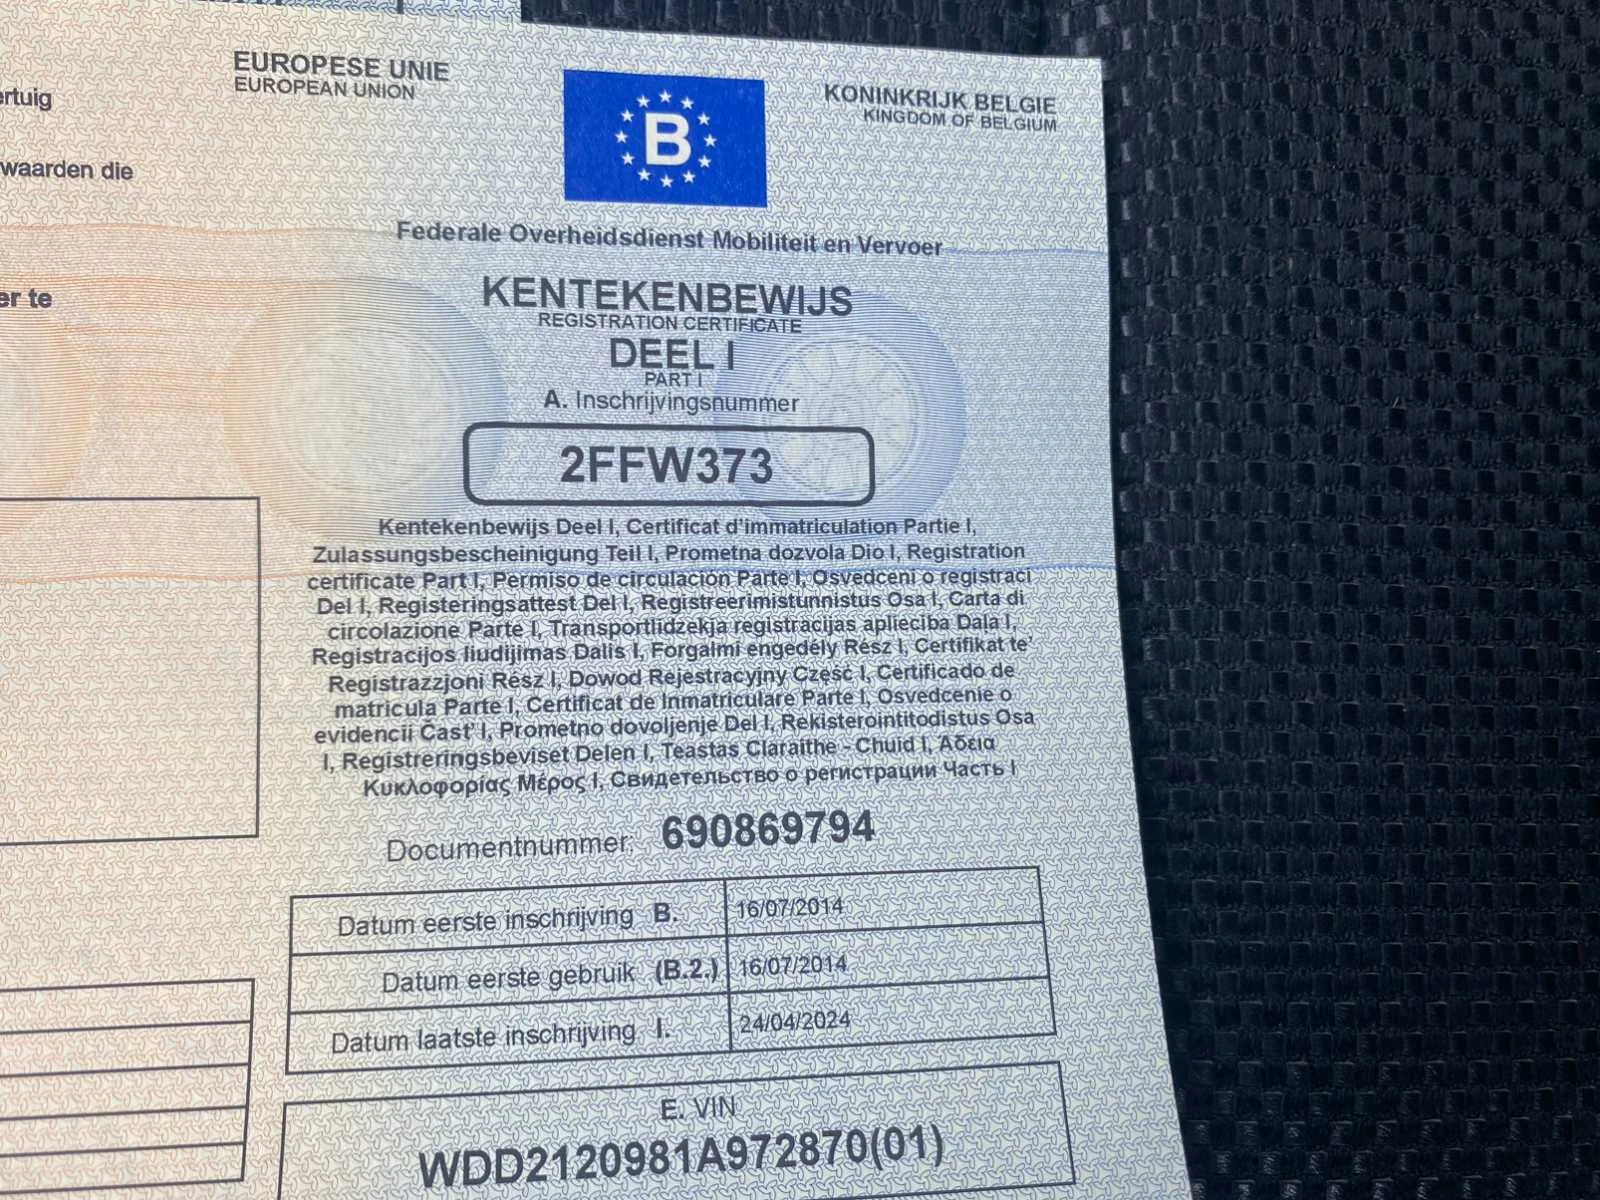 EUROPESE UNIE
EUROPEAN UNION
B
KONINKRIJK BELGIE
KINGDOM OF BELGIUM
rtuig
waarden die
er te
Federale Overheidsdienst Mobiliteit en Vervoer
KENTEKENBEWIJS
REGISTRATION CERTIFICATE
DEEL I
PART I
A. Inschrijvingsnummer
2FFW373
Kentekenbewijs Deel I, Certificat d'immatriculation Partie I,
Zulassungsbescheinigung Teil I, Prometna dozvola Dio I, Registration
certificate Part I, Permiso de circulación Parte I, Osvedceni o registraci
Del I, Registeringsattest Del I, Registreerimistunnistus Osa I, Carta di
circolazione Parte I, Transportlidzekja registracijas aplieciba Daļa I,
Registracijos liudijimas Dalis I, Forgalmi engedély Rész I, Certifikat te'
Registrazzjoni Rész I, Dowod Rejestracyjny Część I, Certificado de
matricula Parte I, Certificat de Inmatriculare Parte I, Osvedcenie o
evidencii Čast' I, Prometno dovoljenje Del I, Rekisterointitodistus Osa
I, Registreringsbeviset Delen I, Teastas Claraithe - Chuid I, Άδεια
Κυκλοφορίας Μέρος I, Свидетельство о регистрации Часть I
Documentnummer: 690869794
Datum eerste inschrijving B. 16/07/2014
Datum eerste gebruik (B.2.) 16/07/2014
Datum laatste inschrijving I. 24/04/2024
E. VIN
WDD2120981A972870(01)